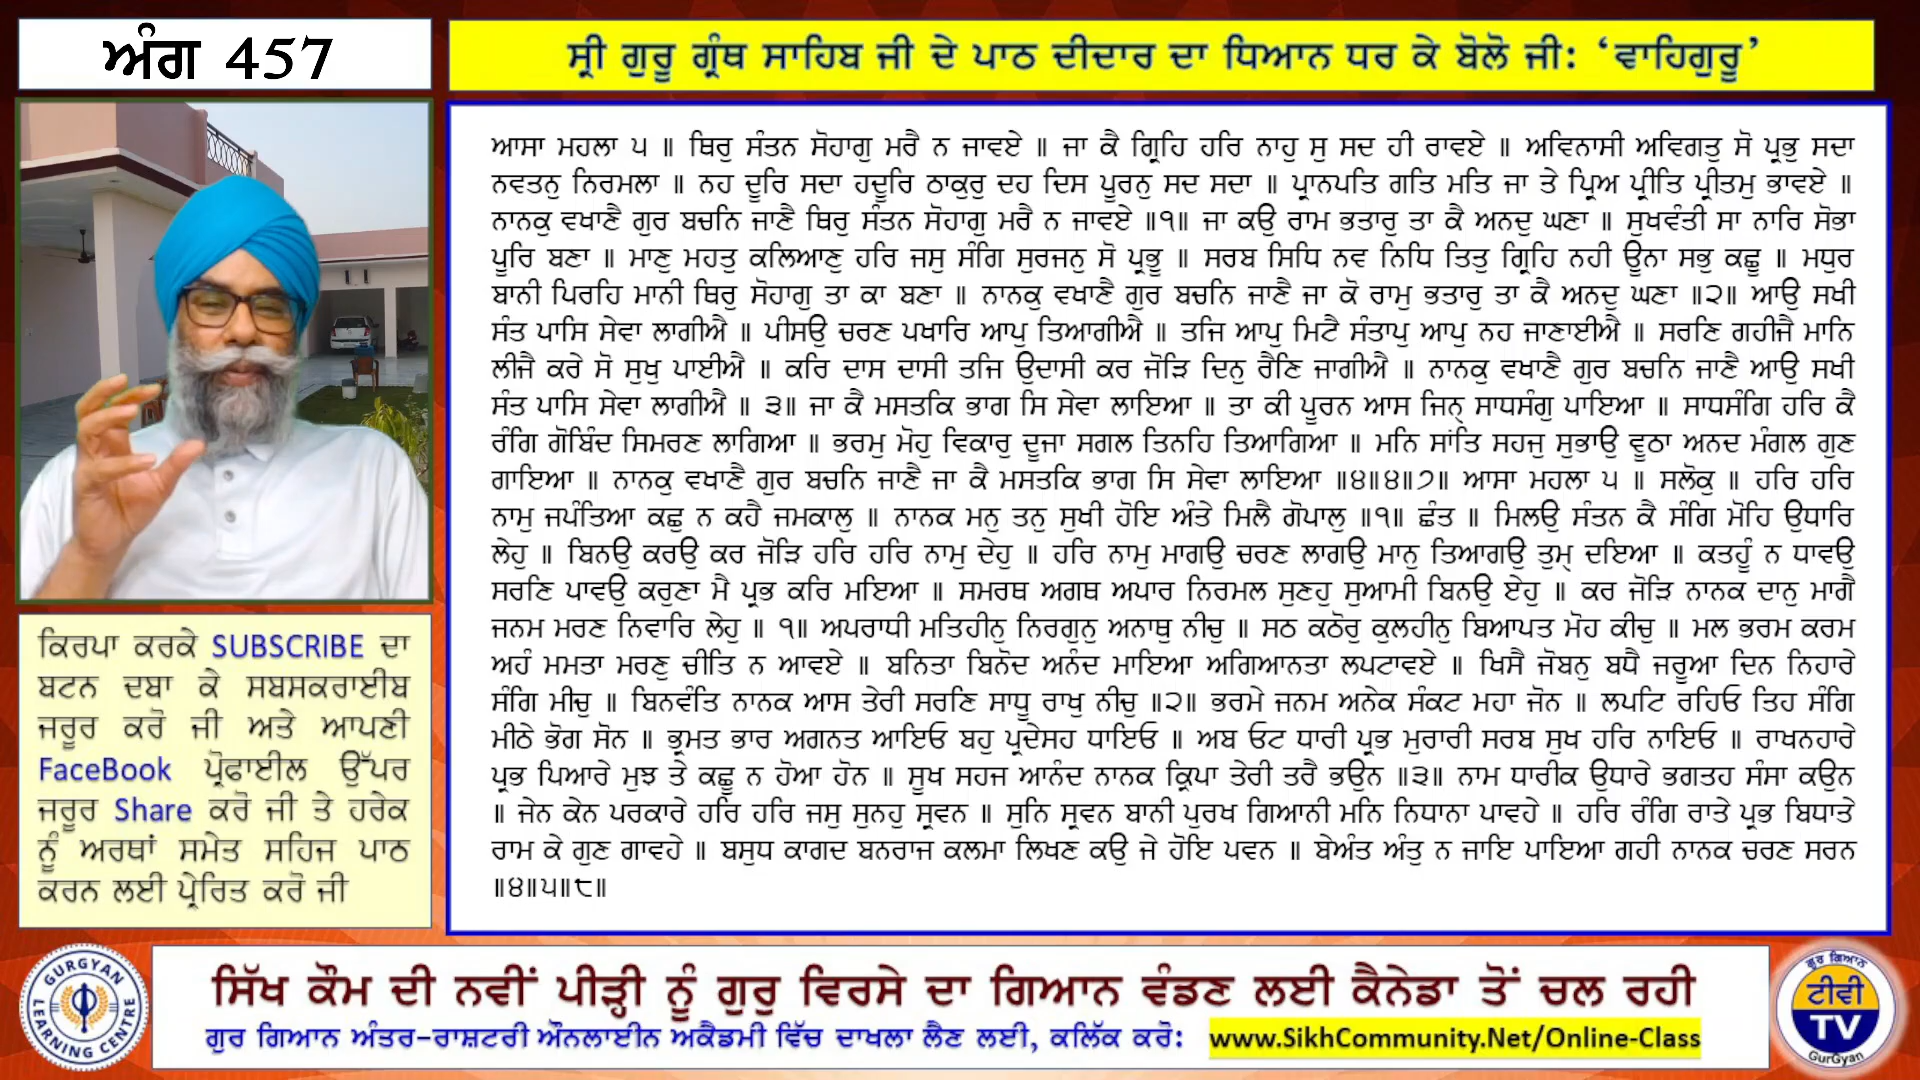 ਅੰਗ 457
ਸ੍ਰੀ ਗੁਰੂ ਗ੍ਰੰਥ ਸਾਹਿਬ ਜੀ ਦੇ ਪਾਠ ਦੀਦਾਰ ਦਾ ਧਿਆਨ ਧਰ ਕੇ ਬੋਲੋ ਜੀ: ‘ਵਾਹਿਗੁਰੂ’
ਆਸਾ ਮਹਲਾ ੫ ॥ ਥਿਰੁ ਸੰਤਨ ਸੋਹਾਗੁ ਮਰੈ ਨ ਜਾਵਏ ॥ ਜਾ ਕੈ ਗ੍ਰਿਹਿ ਹਰਿ ਨਾਹੁ ਸੁ ਸਦ ਹੀ ਰਾਵਏ ॥ ਅਵਿਨਾਸੀ ਅਵਿਗਤੁ ਸੋ ਪ੍ਰਭੁ ਸਦਾ
ਨਵਤਨੁ ਨਿਰਮਲਾ ॥ ਨਹ ਦੂਰਿ ਸਦਾ ਹਦੂਰਿ ਠਾਕੁਰੁ ਦਹ ਦਿਸ ਪੂਰਨੁ ਸਦ ਸਦਾ ॥ ਪ੍ਰਾਨਪਤਿ ਗਤਿ ਮਤਿ ਜਾ ਤੇ ਪ੍ਰਿਅ ਪ੍ਰੀਤਿ ਪ੍ਰੀਤਮੁ ਭਾਵਏ ॥
ਨਾਨਕੁ ਵਖਾਣੈ ਗੁਰ ਬਚਨਿ ਜਾਣੈ ਥਿਰੁ ਸੰਤਨ ਸੋਹਾਗੁ ਮਰੈ ਨ ਜਾਵਏ ॥੧॥ ਜਾ ਕਉ ਰਾਮ ਭਤਾਰੁ ਤਾ ਕੈ ਅਨਦੁ ਘਣਾ ॥ ਸੁਖਵੰਤੀ ਸਾ ਨਾਰਿ ਸੋਭਾ
ਪੂਰਿ ਬਣਾ ॥ ਮਾਣੁ ਮਹਤੁ ਕਲਿਆਣੁ ਹਰਿ ਜਸੁ ਸੰਗਿ ਸੁਰਜਨੁ ਸੋ ਪ੍ਰਭੂ ॥ ਸਰਬ ਸਿਧਿ ਨਵ ਨਿਧਿ ਤਿਤੁ ਗ੍ਰਿਹਿ ਨਹੀ ਊਨਾ ਸਭੁ ਕਛੂ ॥ ਮਧੁਰ
ਬਾਨੀ ਪਿਰਹਿ ਮਾਨੀ ਥਿਰੁ ਸੋਹਾਗੁ ਤਾ ਕਾ ਬਣਾ ॥ ਨਾਨਕੁ ਵਖਾਣੈ ਗੁਰ ਬਚਨਿ ਜਾਣੈ ਜਾ ਕੋ ਰਾਮੁ ਭਤਾਰੁ ਤਾ ਕੈ ਅਨਦੁ ਘਣਾ ॥੨॥ ਆਉ ਸਖੀ
ਸੰਤ ਪਾਸਿ ਸੇਵਾ ਲਾਗੀਐ ॥ ਪੀਸਉ ਚਰਣ ਪਖਾਰਿ ਆਪੁ ਤਿਆਗੀਐ ॥ ਤਜਿ ਆਪੁ ਮਿਟੈ ਸੰਤਾਪੁ ਆਪੁ ਨਹ ਜਾਣਾਈਐ ॥ ਸਰਣਿ ਗਹੀਜੈ ਮਾਨਿ
ਲੀਜੈ ਕਰੇ ਸੋ ਸੁਖੁ ਪਾਈਐ ॥ ਕਰਿ ਦਾਸ ਦਾਸੀ ਤਜਿ ਉਦਾਸੀ ਕਰ ਜੋੜਿ ਦਿਨੁ ਰੈਣਿ ਜਾਗੀਐ ॥ ਨਾਨਕੁ ਵਖਾਣੈ ਗੁਰ ਬਚਨਿ ਜਾਣੈ ਆਉ ਸਖੀ
ਸੰਤ ਪਾਸਿ ਸੇਵਾ ਲਾਗੀਐ ॥ ੩॥ ਜਾ ਕੈ ਮਸਤਕਿ ਭਾਗ ਸਿ ਸੇਵਾ ਲਾਇਆ ॥ ਤਾ ਕੀ ਪੂਰਨ ਆਸ ਜਿਨ੍ ਸਾਧਸੰਗੁ ਪਾਇਆ ॥ ਸਾਧਸੰਗਿ ਹਰਿ ਕੈ
ਰੰਗਿ ਗੋਬਿੰਦ ਸਿਮਰਣ ਲਾਗਿਆ ॥ ਭਰਮੁ ਮੋਹੁ ਵਿਕਾਰੁ ਦੂਜਾ ਸਗਲ ਤਿਨਹਿ ਤਿਆਗਿਆ ॥ ਮਨਿ ਸਾਂਤਿ ਸਹਜੁ ਸੁਭਾਉ ਵੂਠਾ ਅਨਦ ਮੰਗਲ ਗੁਣ
ਗਾਇਆ ॥ ਨਾਨਕੁ ਵਖਾਣੈ ਗੁਰ ਬਚਨਿ ਜਾਣੈ ਜਾ ਕੈ ਮਸਤਕਿ ਭਾਗ ਸਿ ਸੇਵਾ ਲਾਇਆ ॥੪॥੪॥੭॥ ਆਸਾ ਮਹਲਾ ੫ ॥ ਸਲੋਕੁ ॥ ਹਰਿ ਹਰਿ
ਨਾਮੁ ਜਪੰਤਿਆ ਕਛੁ ਨ ਕਹੈ ਜਮਕਾਲੁ ॥ ਨਾਨਕ ਮਨੁ ਤਨੁ ਸੁਖੀ ਹੋਇ ਅੰਤੇ ਮਿਲੈ ਗੋਪਾਲੁ ॥੧॥ ਛੰਤ ॥ ਮਿਲਉ ਸੰਤਨ ਕੈ ਸੰਗਿ ਮੋਹਿ ਉਧਾਰਿ
ਲੇਹੁ ॥ ਬਿਨਉ ਕਰਉ ਕਰ ਜੋੜਿ ਹਰਿ ਹਰਿ ਨਾਮੁ ਦੇਹੁ ॥ ਹਰਿ ਨਾਮੁ ਮਾਗਉ ਚਰਣ ਲਾਗਉ ਮਾਨੁ ਤਿਆਗਉ ਤੁਮ੍ ਦਇਆ ॥ ਕਤਹੂੰ ਨ ਧਾਵਉ
ਸਰਣਿ ਪਾਵਉ ਕਰੁਣਾ ਮੈ ਪ੍ਰਭ ਕਰਿ ਮਇਆ ॥ ਸਮਰਥ ਅਗਥ ਅਪਾਰ ਨਿਰਮਲ ਸੁਣਹੁ ਸੁਆਮੀ ਬਿਨਉ ਏਹੁ ॥ ਕਰ ਜੋੜਿ ਨਾਨਕ ਦਾਨੁ ਮਾਗੈ
ਜਨਮ ਮਰਣ ਨਿਵਾਰਿ ਲੇਹੁ ॥ ੧॥ ਅਪਰਾਧੀ ਮਤਿਹੀਨੁ ਨਿਰਗੁਨੁ ਅਨਾਥੁ ਨੀਚੁ ॥ ਸਠ ਕਠੋਰੁ ਕੁਲਹੀਨੁ ਬਿਆਪਤ ਮੋਹ ਕੀਚੁ ॥ ਮਲ ਭਰਮ ਕਰਮ
ਅਹੰ ਮਮਤਾ ਮਰਣੁ ਚੀਤਿ ਨ ਆਵਏ ॥ ਬਨਿਤਾ ਬਿਨੋਦ ਅਨੰਦ ਮਾਇਆ ਅਗਿਆਨਤਾ ਲਪਟਾਵਏ ॥ ਖਿਸੈ ਜੋਬਨੁ ਬਧੈ ਜਰੂਆ ਦਿਨ ਨਿਹਾਰੇ
ਸੰਗਿ ਮੀਚੁ ॥ ਬਿਨਵੰਤਿ ਨਾਨਕ ਆਸ ਤੇਰੀ ਸਰਣਿ ਸਾਧੂ ਰਾਖੁ ਨੀਚੁ ॥੨॥ ਭਰਮੇ ਜਨਮ ਅਨੇਕ ਸੰਕਟ ਮਹਾ ਜੋਨ ॥ ਲਪਟਿ ਰਹਿਓ ਤਿਹ ਸੰਗਿ
ਮੀਠੇ ਭੋਗ ਸੋਨ ॥ ਭ੍ਰਮਤ ਭਾਰ ਅਗਨਤ ਆਇਓ ਬਹੁ ਪ੍ਰਦੇਸਹ ਧਾਇਓ ॥ ਅਬ ਓਟ ਧਾਰੀ ਪ੍ਰਭ ਮੁਰਾਰੀ ਸਰਬ ਸੁਖ ਹਰਿ ਨਾਇਓ ॥ ਰਾਖਨਹਾਰੇ
ਪ੍ਰਭ ਪਿਆਰੇ ਮੁਝ ਤੇ ਕਛੂ ਨ ਹੋਆ ਹੋਨ ॥ ਸੂਖ ਸਹਜ ਆਨੰਦ ਨਾਨਕ ਕ੍ਰਿਪਾ ਤੇਰੀ ਤਰੈ ਭਉਨ ॥੩॥ ਨਾਮ ਧਾਰੀਕ ਉਧਾਰੇ ਭਗਤਹ ਸੰਸਾ ਕਉਨ
॥ ਜੇਨ ਕੇਨ ਪਰਕਾਰੇ ਹਰਿ ਹਰਿ ਜਸੁ ਸੁਨਹੁ ਸ੍ਰਵਨ ॥ ਸੁਨਿ ਸ੍ਰਵਨ ਬਾਨੀ ਪੁਰਖ ਗਿਆਨੀ ਮਨਿ ਨਿਧਾਨਾ ਪਾਵਹੇ ॥ ਹਰਿ ਰੰਗਿ ਰਾਤੇ ਪ੍ਰਭ ਬਿਧਾਤੇ
ਰਾਮ ਕੇ ਗੁਣ ਗਾਵਹੇ ॥ ਬਸੁਧ ਕਾਗਦ ਬਨਰਾਜ ਕਲਮਾ ਲਿਖਣ ਕਉ ਜੇ ਹੋਇ ਪਵਨ ॥ ਬੇਅੰਤ ਅੰਤੁ ਨ ਜਾਇ ਪਾਇਆ ਗਹੀ ਨਾਨਕ ਚਰਣ ਸਰਨ
॥੪॥੫॥੮॥
ਕਿਰਪਾ ਕਰਕੇ SUBSCRIBE ਦਾ
ਬਟਨ ਦਬਾ ਕੇ ਸਬਸਕਰਾਈਬ
ਜਰੂਰ ਕਰੋ ਜੀ ਅਤੇ ਆਪਣੀ
FaceBook ਪ੍ਰੋਫਾਈਲ ਉੱਪਰ
ਜਰੂਰ Share ਕਰੋ ਜੀ ਤੇ ਹਰੇਕ
ਨੂੰ ਅਰਥਾਂ ਸਮੇਤ ਸਹਿਜ ਪਾਠ
ਕਰਨ ਲਈ ਪ੍ਰੇਰਿਤ ਕਰੋ ਜੀ
GURGYAN LEARNING CENTRE
ਸਿੱਖ ਕੌਮ ਦੀ ਨਵੀਂ ਪੀੜ੍ਹੀ ਨੂੰ ਗੁਰੁ ਵਿਰਸੇ ਦਾ ਗਿਆਨ ਵੰਡਣ ਲਈ ਕੈਨੇਡਾ ਤੋਂ ਚਲ ਰਹੀ
ਗੁਰ ਗਿਆਨ ਅੰਤਰ-ਰਾਸ਼ਟਰੀ ਔਨਲਾਈਨ ਅਕੈਡਮੀ ਵਿੱਚ ਦਾਖਲਾ ਲੈਣ ਲਈ, ਕਲਿੱਕ ਕਰੋ: www.SikhCommunity.Net/Online-Class
ਗੁਰ ਗਿਆਨ
ਟੀਵੀ
TV
GurGyan